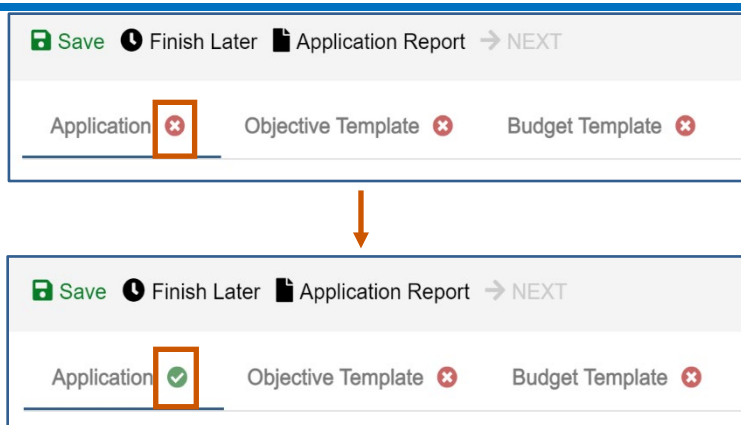 Save Finish Later Application Report NEXT
Application Objective Template Budget Template
Save Finish Later Application Report NEXT
Application Objective Template Budget Template